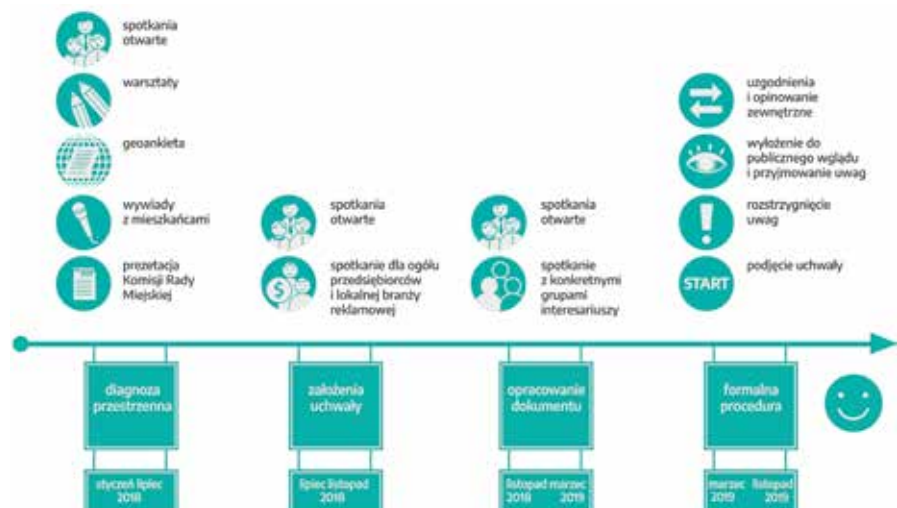 spotkania
otwarte
warsztaty
geoankieta
wywiady
z mieszkańcami
prezetacja
Komisji Rady
Miejskiej
spotkania
otwarte
spotkanie dla ogółu
przedsiębiorców
i lokalnej branży
reklamowej
$
spotkania
otwarte
spotkanie
z konkretnymi
grupami
interesariuszy
uzgodnienia
i opinowanie
zewnętrzne
wyłożenie do
publicznego wglądu
i przyjmowanie uwag
rozstrzygnięcie
uwag
START
podjęcie uchwały
diagnoza
przestrzenna
styczeń lipiec
2018
założenia
uchwały
lipiec listopad
2018
opracowanie
dokumentu
listopad marzec
2018 2019
formalna
procedura
marzec listopad
2019 2019